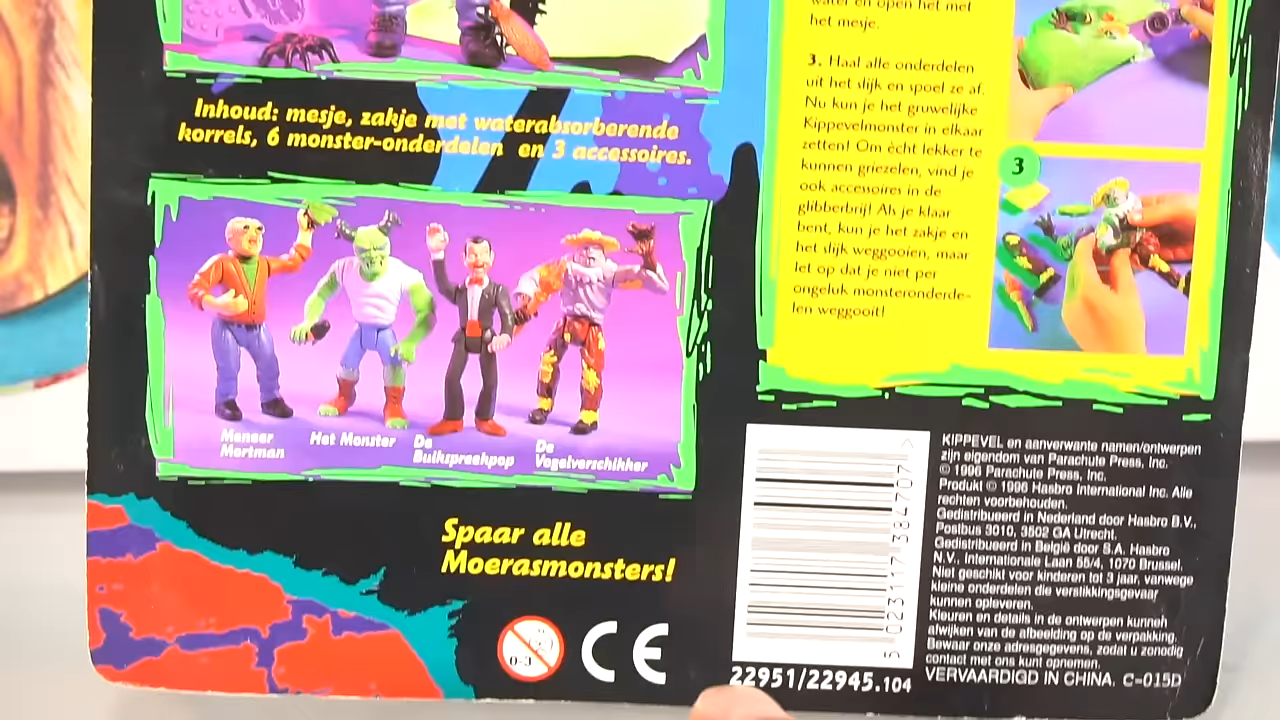 water en open het met
het mesje.
3. Haal alle onderdelen
uit het slijk en spoel ze af.
Nu kun je het gruwelijke
Kippevelmonster in elkaar
zetten! Om ècht lekker te
kunnen griezelen, vind je
ook accessoires in de
glibberbrij! Als je klaar
bent, kun je het zakje en
het slijk weggooien, maar
let op dat je niet per
ongeluk monsteronderde-
len weggooit!
3
Inhoud: mesje, zakje met waterabsorberende
korrels, 6 monster-onderdelen en 3 accessoires.
Meneer
Mortman
Het Monster
De
Buikspreekpop
De
Vogelverschikker
Spaar alle
Moerasmonsters!
0-3
CE
5 023117 384707 >
22951/22945.104
KIPPEVEL en aanverwante namen/ontwerpen
zijn eigendom van Parachute Press, Inc.
© 1996 Parachute Press, Inc.
Produkt © 1996 Hasbro International Inc. Alle
rechten voorbehouden.
Gedistribueerd in Nederland door Hasbro B.V.,
Postbus 3010, 3502 GA Utrecht.
Gedistribueerd in België door S.A. Hasbro
N.V., Internationale Laan 55/4, 1070 Brussel.
Niet geschikt voor kinderen tot 3 jaar, vanwege
kleine onderdelen die verstikkingsgevaar
kunnen opleveren.
Kleuren en details in de ontwerpen kunnen
afwijken van de afbeelding op de verpakking.
Bewaar onze adresgegevens, zodat u zonodig
contact met ons kunt opnemen.
VERVAARDIGD IN CHINA. C-015D